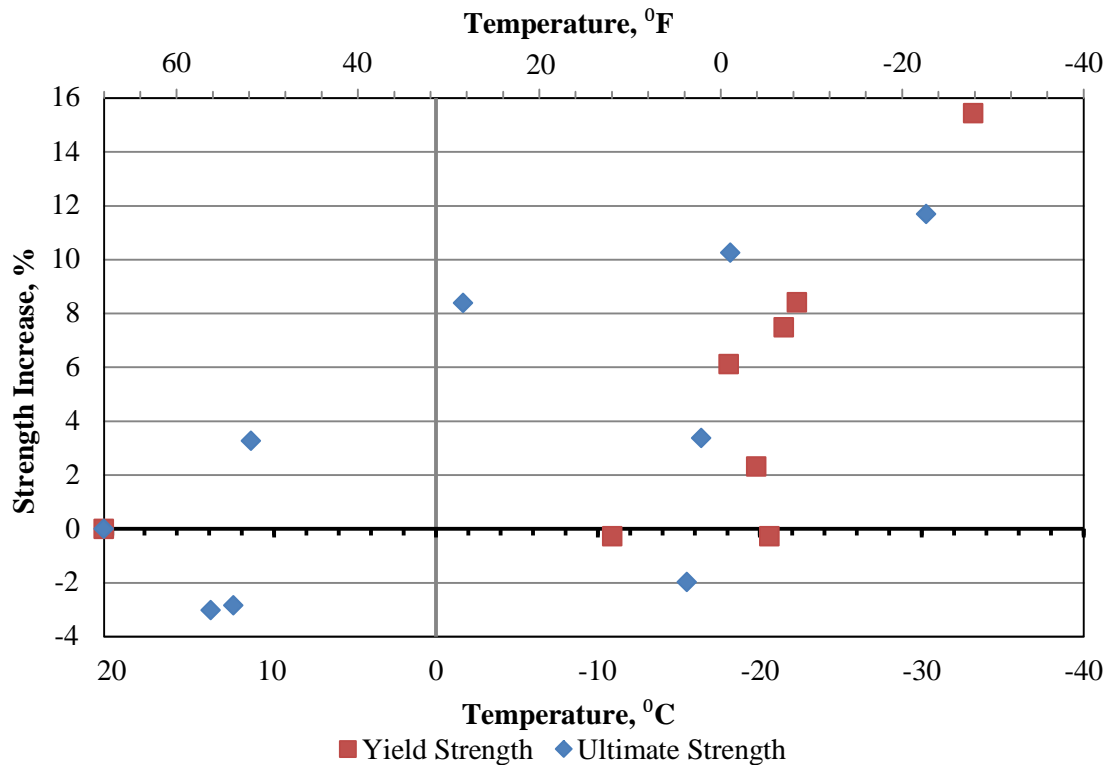 Temperature, ⁰F
60 40 20 0 -20 -40
16
14
12
10
8
6
4
2
0
-2
-4
Strength Increase, %
20 10 0 -10 -20 -30 -40
Temperature, ⁰C
Yield Strength Ultimate Strength